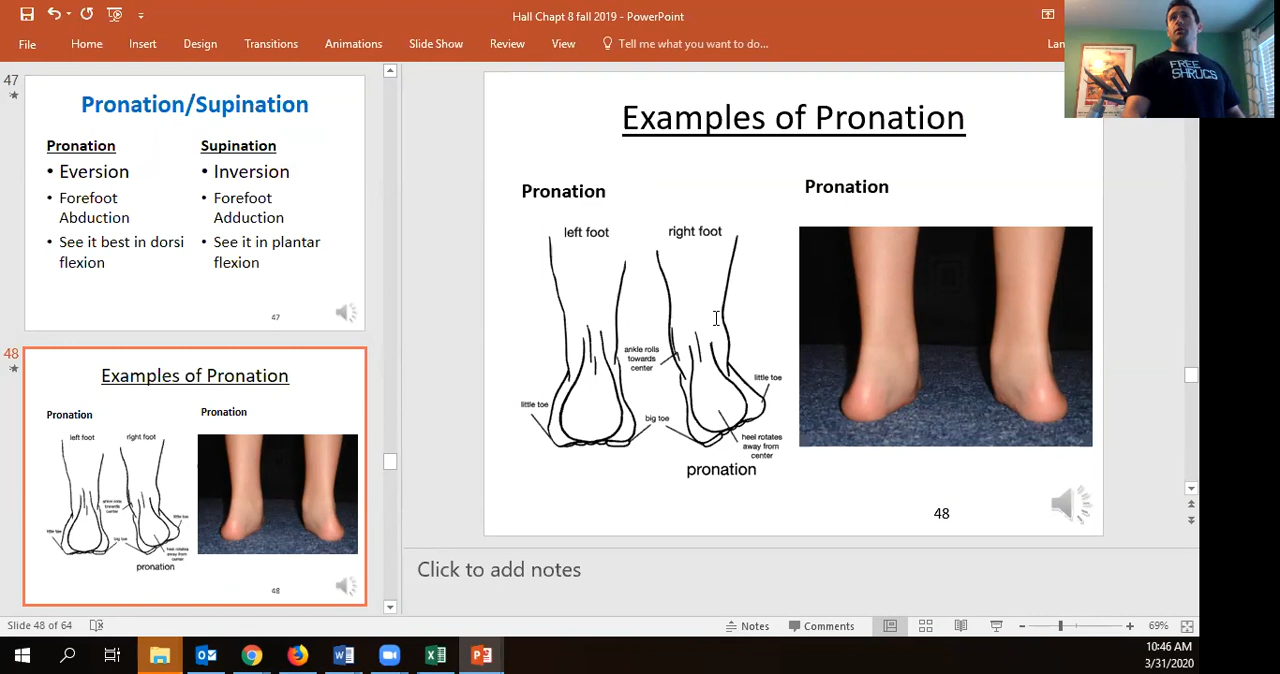 Hall Chapt 8 fall 2019 - PowerPoint
File Home Insert Design Transitions Animations Slide Show Review View Tell me what you want to do... Lan
FREE
SHRUGS
47
Pronation/Supination
Pronation Supination
• Eversion • Inversion
• Forefoot • Forefoot
Abduction Adduction
• See it best in dorsi • See it in plantar
flexion flexion
47
48
Examples of Pronation
Pronation Pronation
left foot right foot
ankle rolls
towards
center
little toe
little toe
big toe
heel rotates
away from
center
pronation
48
Examples of Pronation
Pronation Pronation
left foot right foot
ankle rolls
towards
center
little toe
little toe
big toe
heel rotates
away from
center
pronation
48
Click to add notes
Slide 48 of 64 Notes Comments 69%
10:46 AM
3/31/2020